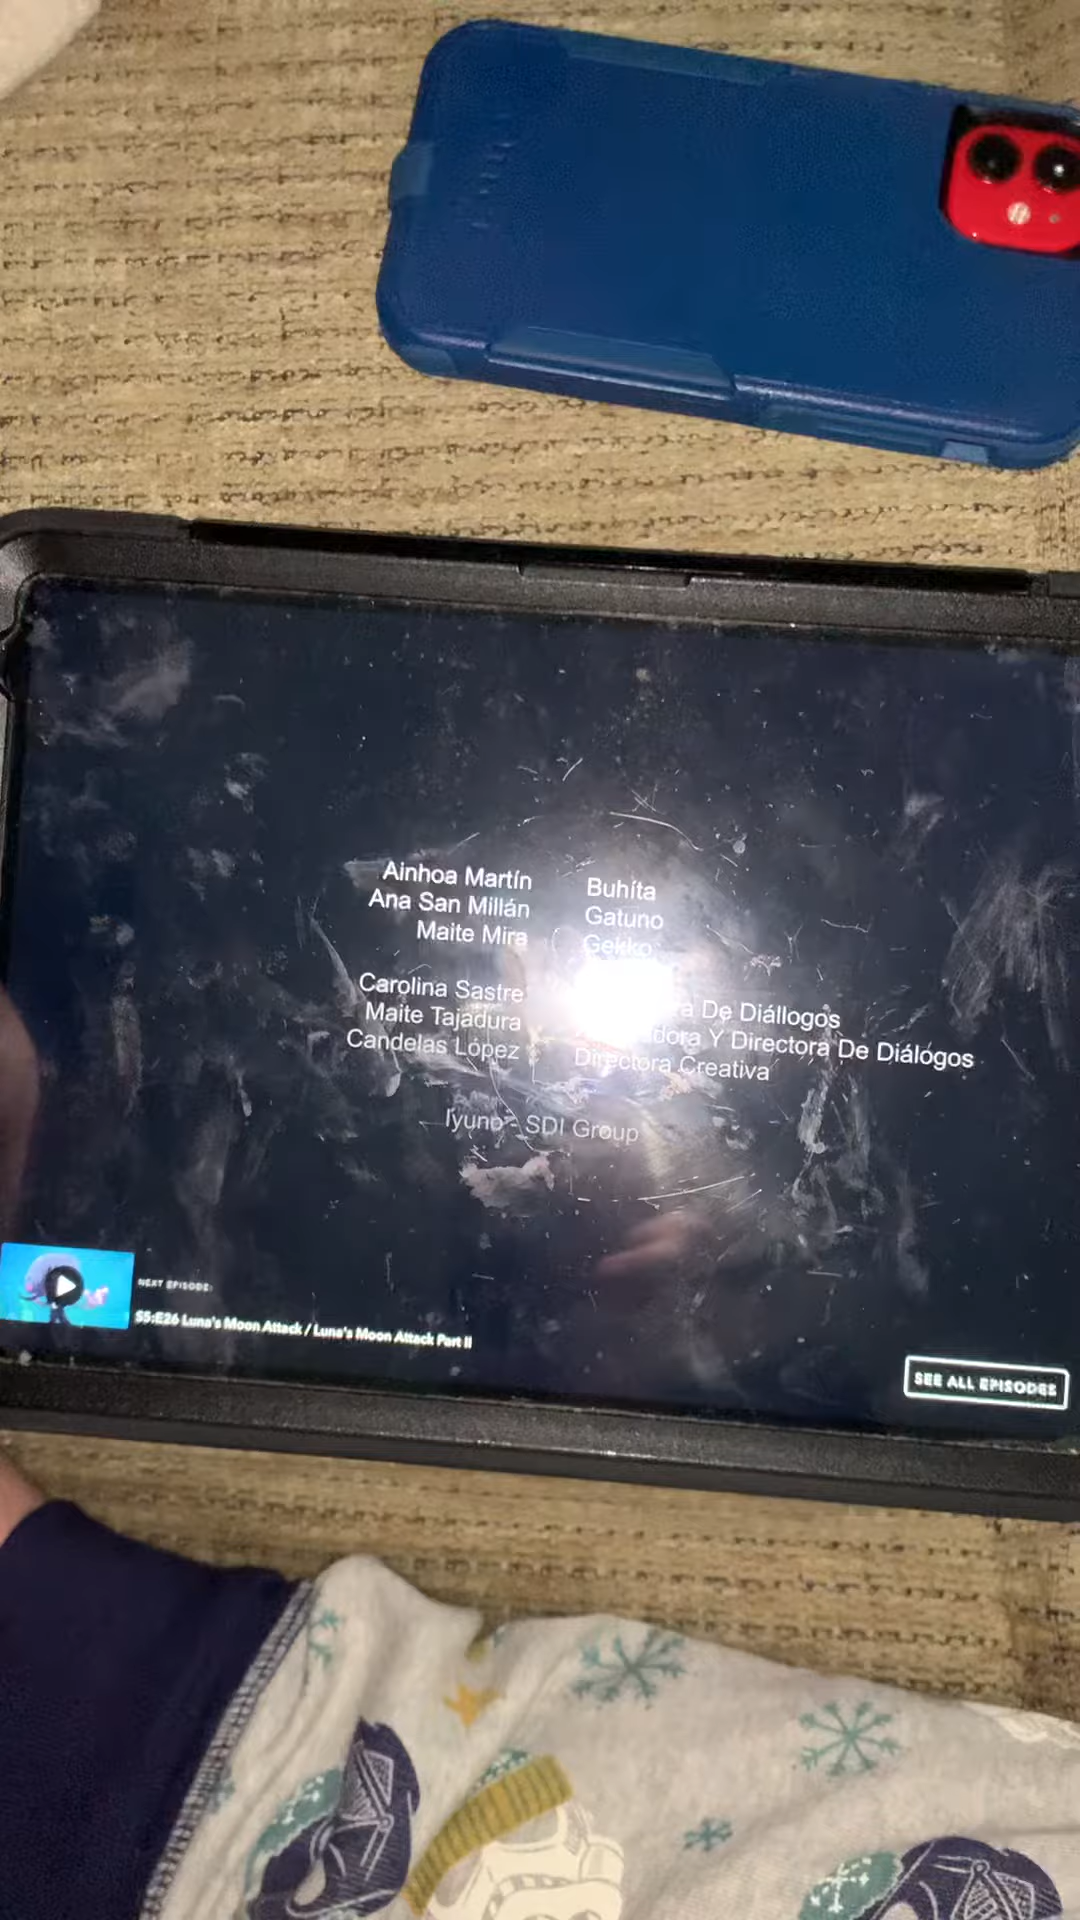 Ainhoa Martín Buhíta
Ana San Millán Gatuno
Maite Mira Gekko
Carolina Sastre De Diállogos
Maite Tajadura Y Directora De Diálogos
Candelas López Directora Creativa
Iyuno - SDI Group
NEXT EPISODE:
S5:E26 Luna's Moon Attack / Luna's Moon Attack Part II
SEE ALL EPISODES